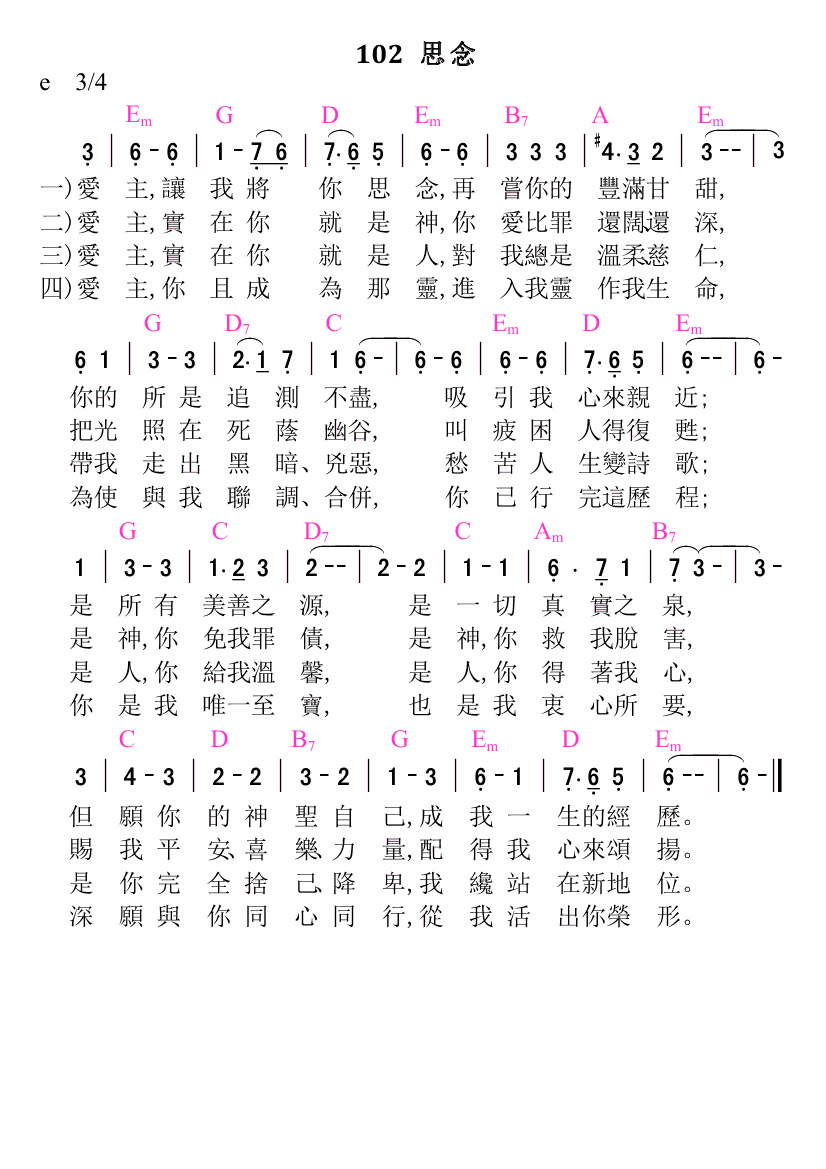 102 思念
e 3/4
Em G D Em B7 A Em
3 | 6 - 6 | 1 - 7 6 | 7. 6 5 | 6 - 6 | 3 3 3 | #4. 3 2 | 3 - - | 3
一)愛 主,讓 我 將 你 思 念,再 嘗你的 豐滿甘 甜,
二)愛 主,實 在 你 就 是 神,你 愛比罪 還闊、還 深,
三)愛 主,實 在 你 就 是 人,對 我總是 溫柔、慈 仁,
四)愛 主,你 且 成 為 那 靈,進 入我靈 作我生 命,
G D7 C Em D Em
6 1 | 3 - 3 | 2. 1 7 | 1 6 - | 6 - 6 | 6 - 6 | 7. 6 5 | 6 - - | 6 -
你的 所 是 追 測 不盡, 吸 引 我 心來親 近;
把光 照 在 死 蔭 幽谷, 叫 疲 困 人得復 甦;
帶我 走 出 黑 暗、兇惡, 愁 苦 人 生變詩 歌;
為使 與 我 聯 調、合併, 你 已 行 完這歷 程;
G C D7 C Am B7
1 | 3 - 3 | 1. 2 3 | 2 - - | 2 - 2 | 1 - 1 | 6 . 7 1 | 7 3 - | 3 -
是 所 有 美善之 源, 是 一 切 真 實之 泉,
是 神,你 免我罪 債, 是 神,你 救 我脫 害,
是 人,你 給我溫 馨, 是 人,你 得 著我 心,
你 是 我 唯一至 寶, 也 是 我 衷 心所 要,
C D B7 G Em D Em
3 | 4 - 3 | 2 - 2 | 3 - 2 | 1 - 3 | 6 - 1 | 7. 6 5 | 6 - - | 6 - ‖
但 願 你 的 神 聖 自 己,成 我 一 生的經 歷。
賜 我 平 安、喜 樂、力 量,配 得 我 心來頌 揚。
是 你 完 全 捨 己、降 卑,我 纔 站 在新地 位。
深 願 與 你 同 心 同 行,從 我 活 出你榮 形。